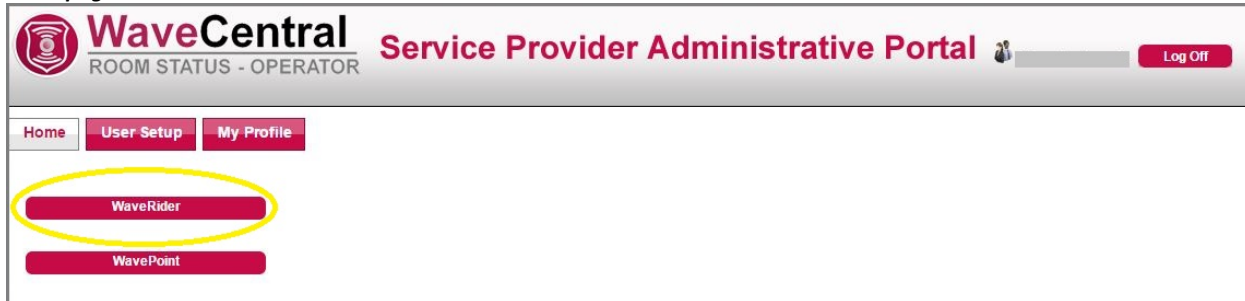 WaveCentral
ROOM STATUS - OPERATOR
Service Provider Administrative Portal
Log Off
Home
User Setup
My Profile
WaveRider
WavePoint